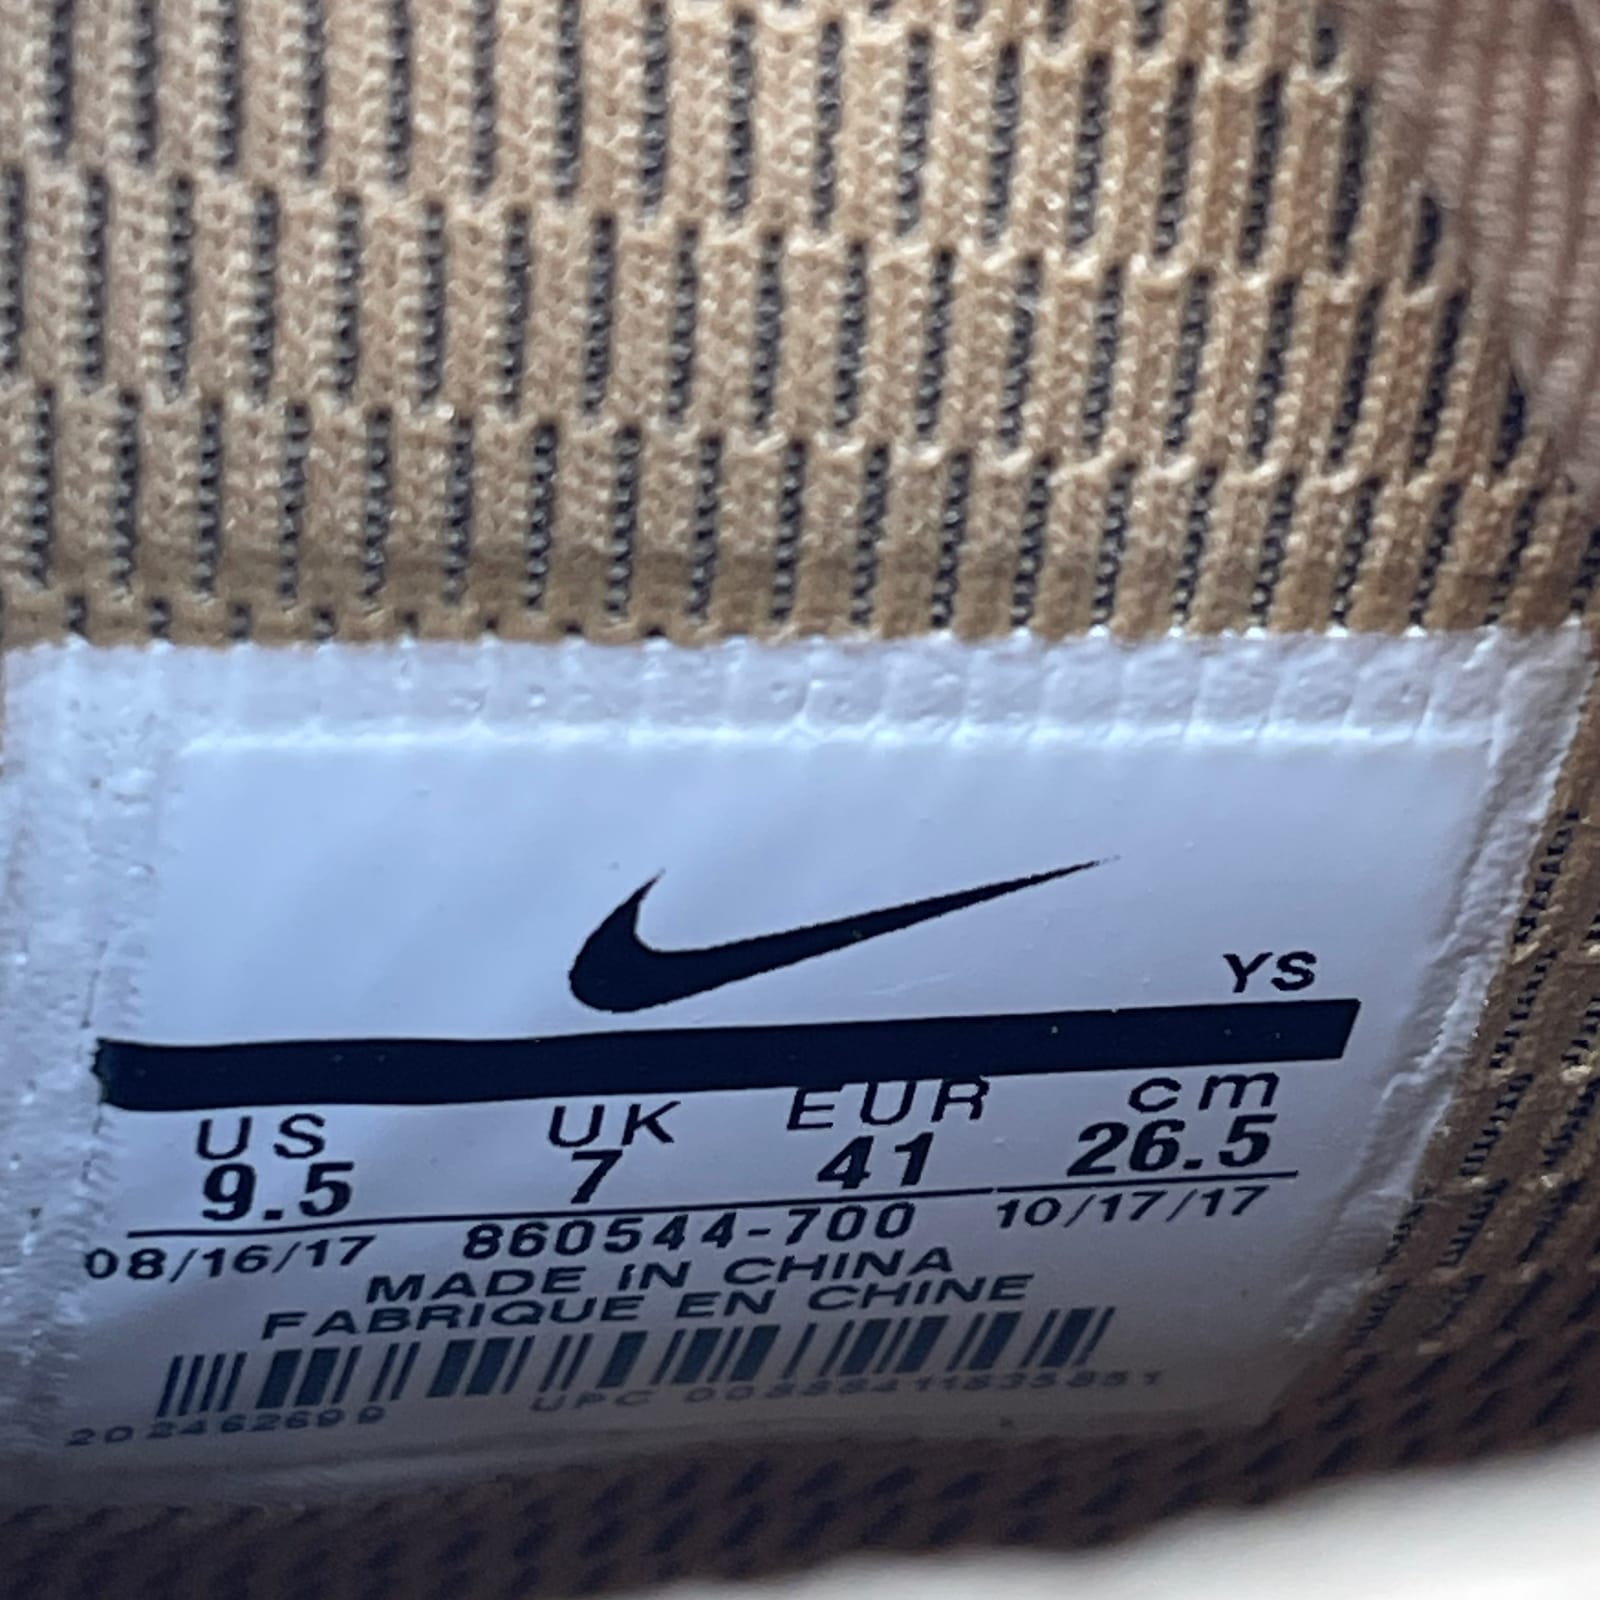 YS
US UK EUR cm
9.5 7 41 26.5
08/16/17 860544-700 10/17/17
MADE IN CHINA
FABRIQUE EN CHINE
UPC